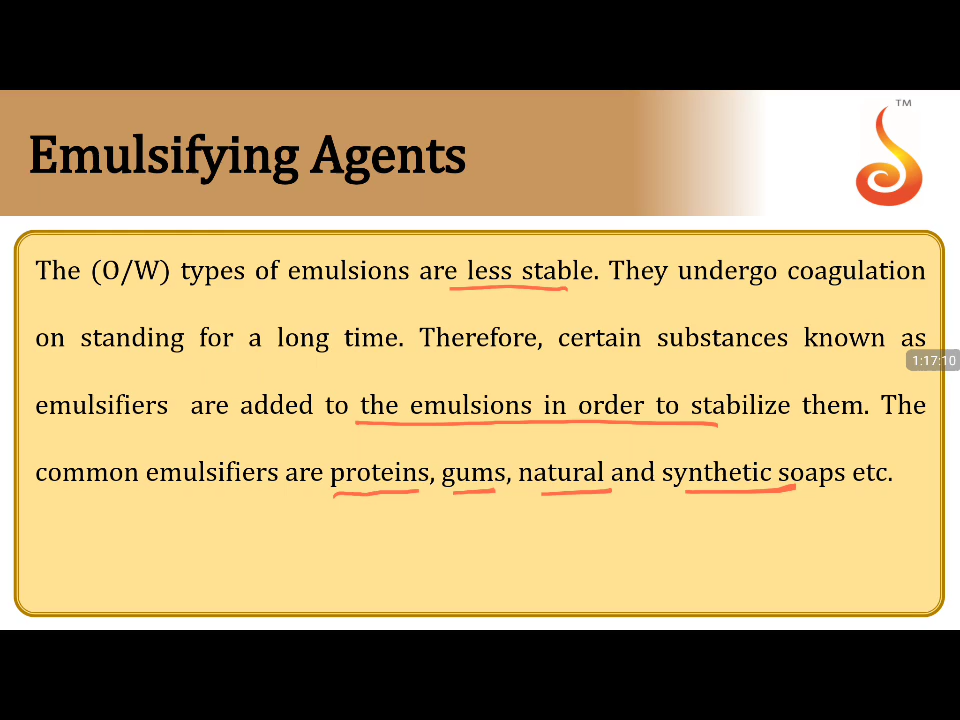 TM
Emulsifying Agents
The (O/W) types of emulsions are less stable. They undergo coagulation
on standing for a long time. Therefore, certain substances known as
1:17:10
emulsifiers are added to the emulsions in order to stabilize them. The
common emulsifiers are proteins, gums, natural and synthetic soaps etc.